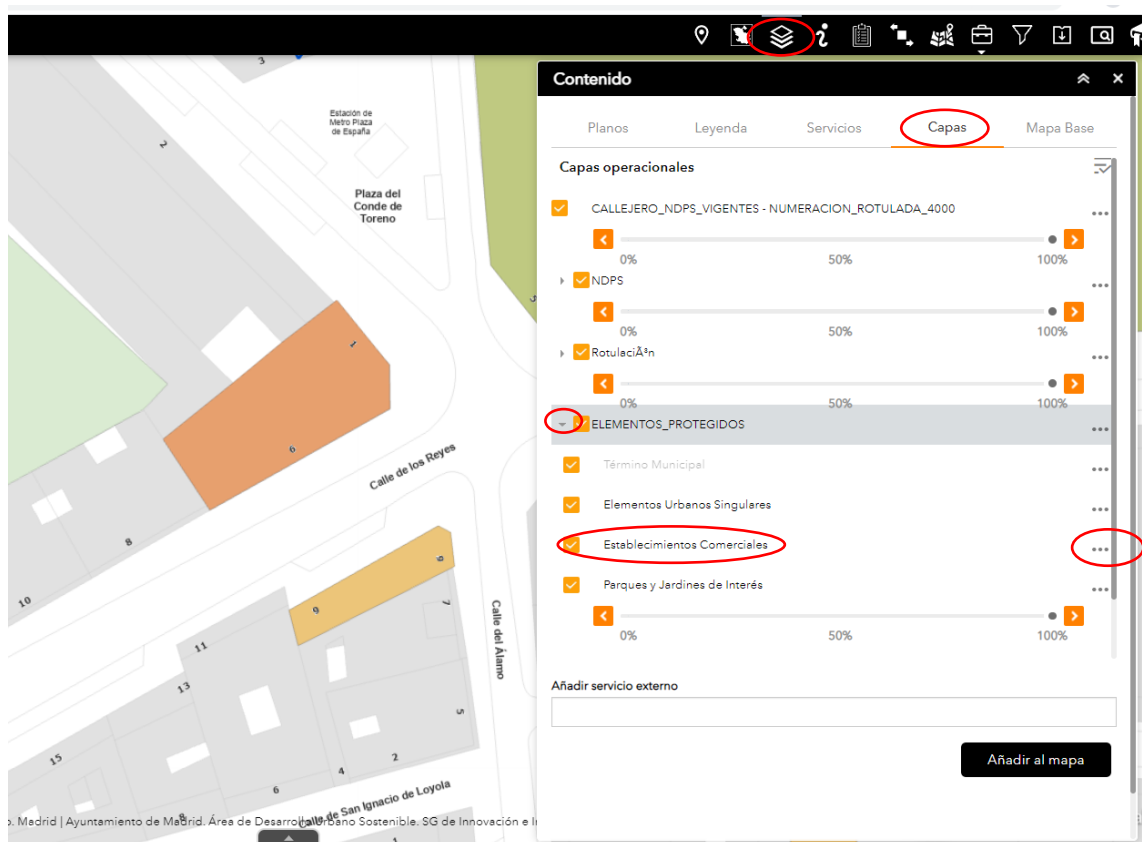 Contenido
Planos Leyenda Servicios Capas Mapa Base
Capas operacionales
CALLEJERO_NDPS_VIGENTES - NUMERACION_ROTULADA_4000
0% 50% 100%
NDPS
0% 50% 100%
RotulaciÃ³n
0% 50% 100%
ELEMENTOS_PROTEGIDOS
Término Municipal
Elementos Urbanos Singulares
Establecimientos Comerciales
Parques y Jardines de Interés
0% 50% 100%
Añadir servicio externo
Añadir al mapa
3
Estación de
Metro Plaza
de España
2
Plaza del
Conde de
Toreno
5
1
6
Calle de los Reyes
8
10
9
9
7
11
Calle del Álamo
13
5
15
2
4
6
Calle de San Ignacio de Loyola
8
1
o. Madrid | Ayuntamiento de Madrid. Área de Desarrollo Urbano Sostenible. SG de Innovación e